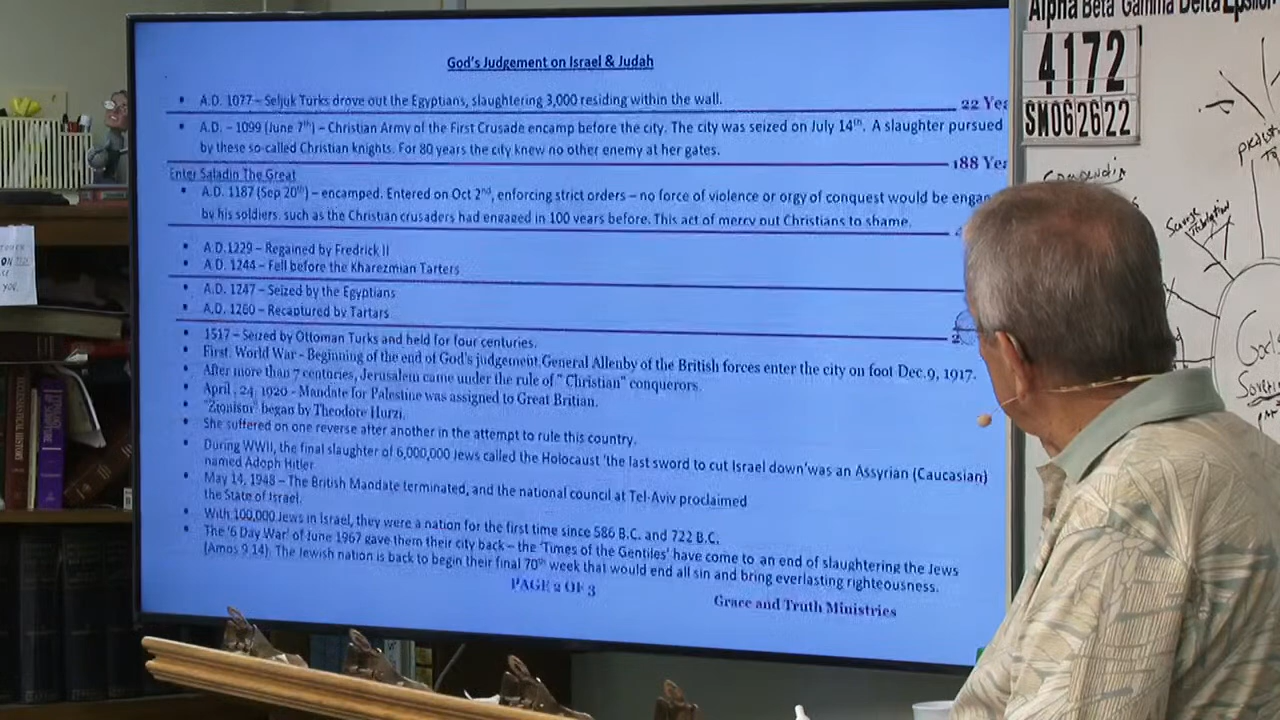 Alpha Beta Gamma Delta Epsilon
4172
SM062622
God's Judgement on Israel & Judah
• A.D. 1077 – Seljuk Turks drove out the Egyptians, slaughtering 3,000 residing within the wall.
22 Yea
• A.D. – 1099 (June 7th) – Christian Army of the First Crusade encamp before the city. The city was seized on July 14th. A slaughter pursued
by these so-called Christian knights. For 80 years the city knew no other enemy at her gates.
188 Yea
Enter Saladin The Great
• A.D. 1187 (Sep 20th) – encamped. Entered on Oct 2nd, enforcing strict orders – no force of violence or orgy of conquest would be engag
by his soldiers, such as the Christian crusaders had engaged in 100 years before. This act of mercy put Christians to shame.
• A.D.1229 – Regained by Fredrick II
• A.D. 1244 – Fell before the Kharezmian Tarters
• A.D. 1247 – Seized by the Egyptians
• A.D. 1260 – Recaptured by Tartars
• 1517 – Seized by Ottoman Turks and held for four centuries.
• First. World War - Beginning of the end of God's judgement.General Allenby of the British forces enter the city on foot Dec.9, 1917.
• After more than 7 centuries, Jerusalem came under the rule of " Christian" conquerors.
• April , 24, 1920 - Mandate for Palestine was assigned to Great Britian.
• "Zionism" began by Theodore Hurzi.
• She suffered on one reverse after another in the attempt to rule this country.
• During WWII, the final slaughter of 6,000,000 Jews called the Holocaust 'the last sword to cut Israel down'was an Assyrian (Caucasian)
named Adoph Hitler
• May 14, 1948 – The British Mandate terminated, and the national council at Tel-Aviv proclaimed
the State of Israel.
• With 100,000 Jews in Israel, they were a nation for the first time since 586 B.C. and 722 B.C.
• The '6 Day War' of June 1967 gave them their city back – the 'Times of the Gentiles' have come to an end of slaughtering the Jews
(Amos 9 14). The Jewish nation is back to begin their final 70th week that would end all sin and bring everlasting righteousness.
PAGE 2 OF 3
Grace and Truth Ministries